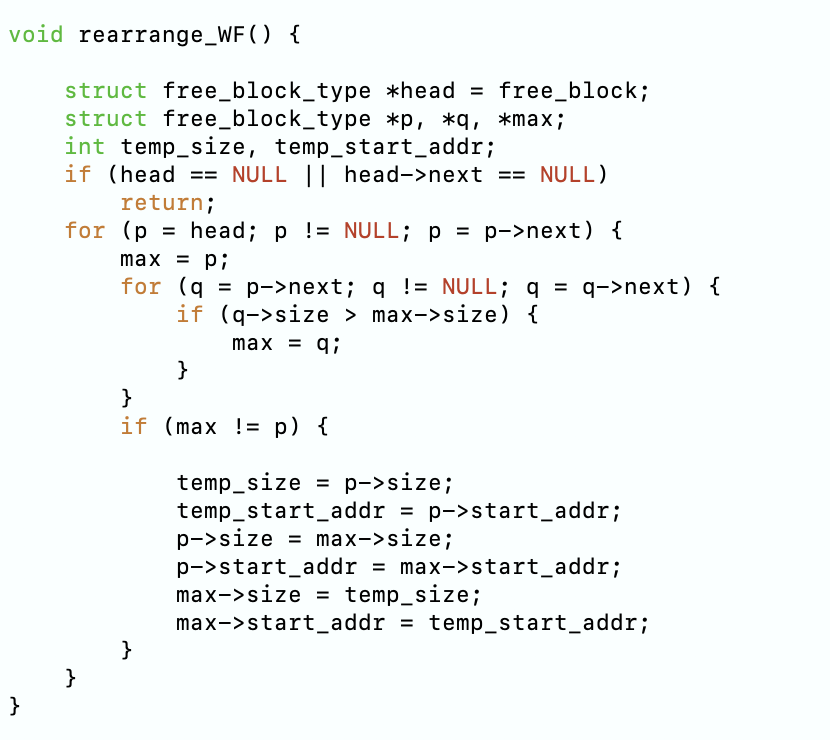 void rearrange_WF() {
    struct free_block_type *head = free_block;
    struct free_block_type *p, *q, *max;
    int temp_size, temp_start_addr;
    if (head == NULL || head->next == NULL)
        return;
    for (p = head; p != NULL; p = p->next) {
        max = p;
        for (q = p->next; q != NULL; q = q->next) {
            if (q->size > max->size) {
                max = q;
            }
        }
        if (max != p) {
            temp_size = p->size;
            temp_start_addr = p->start_addr;
            p->size = max->size;
            p->start_addr = max->start_addr;
            max->size = temp_size;
            max->start_addr = temp_start_addr;
        }
    }
}